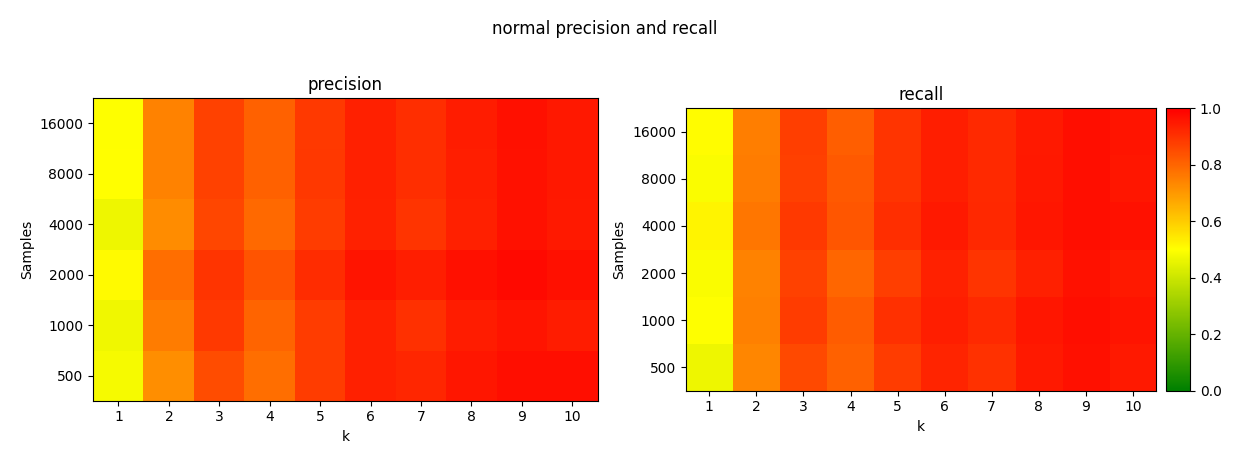 normal precision and recall
precision
Samples
16000
8000
4000
2000
1000
500
1 2 3 4 5 6 7 8 9 10
k
recall
Samples
16000
8000
4000
2000
1000
500
1 2 3 4 5 6 7 8 9 10
k
1.0
0.8
0.6
0.4
0.2
0.0